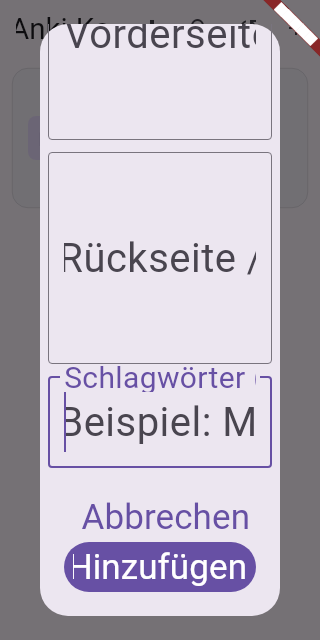 Vorderseite
Rückseite /
Schlagwörter
Beispiel: M
Abbrechen
Hinzufügen